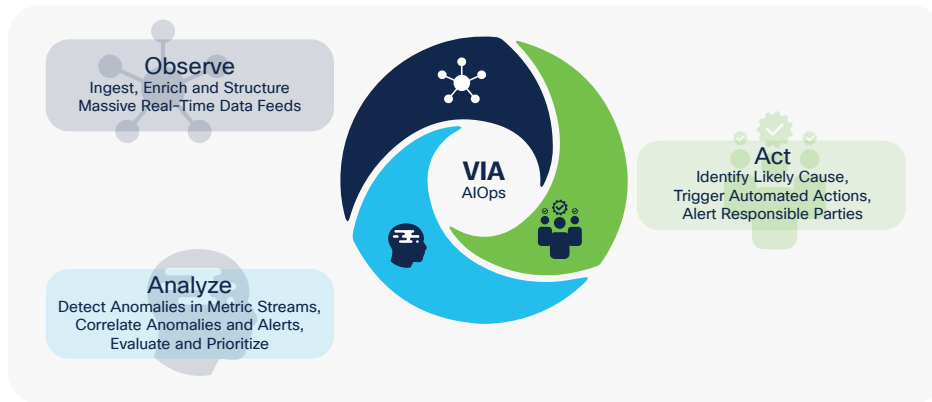 Observe
Ingest, Enrich and Structure
Massive Real-Time Data Feeds
VIA
AIOps
Act
Identify Likely Cause,
Trigger Automated Actions,
Alert Responsible Parties
Analyze
Detect Anomalies in Metric Streams,
Correlate Anomalies and Alerts,
Evaluate and Prioritize